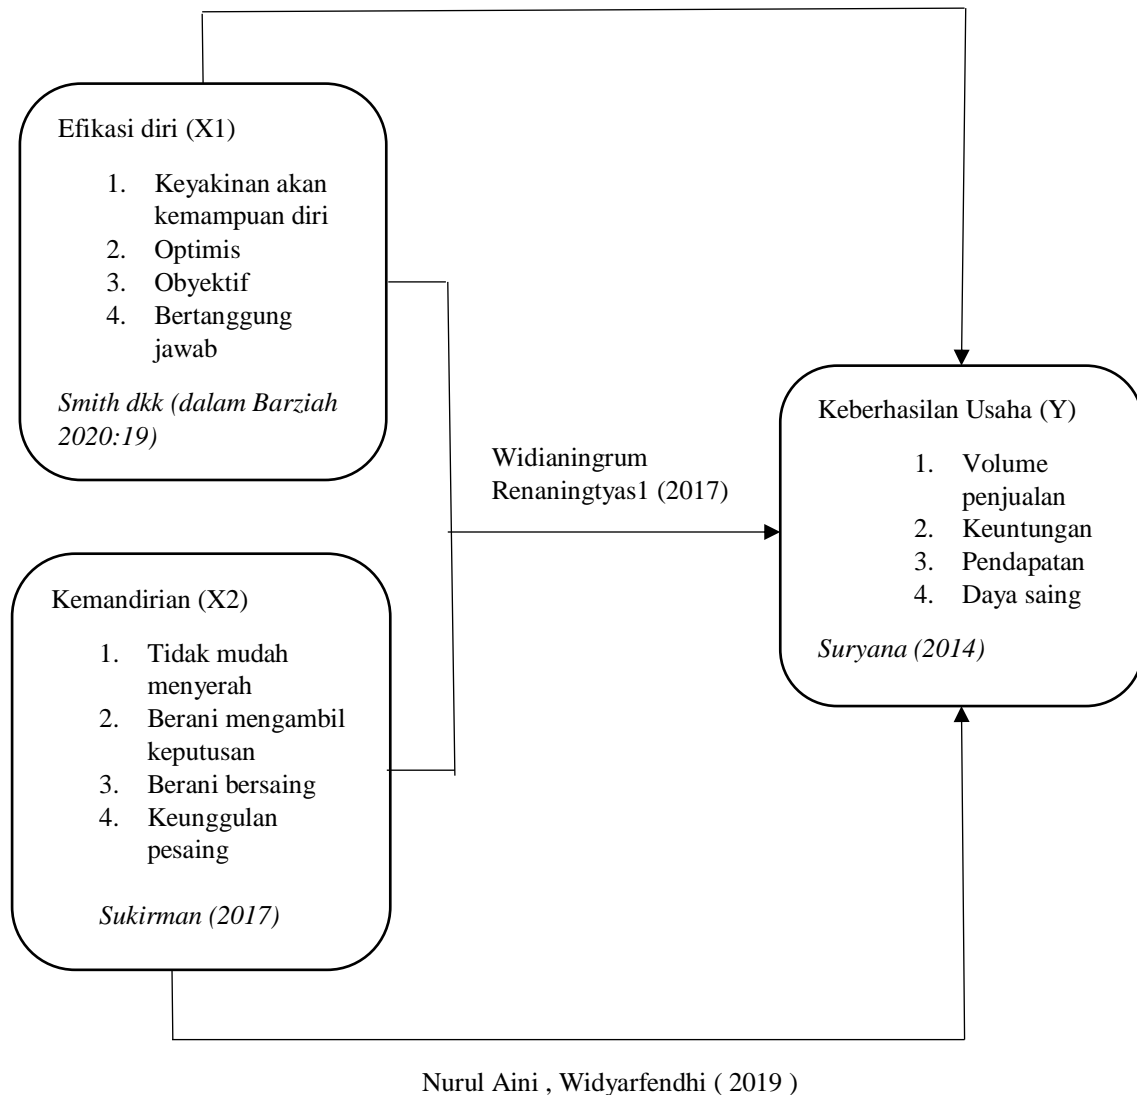 Efikasi diri (X1)
1. Keyakinan akan
kemampuan diri
2. Optimis
3. Obyektif
4. Bertanggung
jawab
Smith dkk (dalam Barziah
2020:19)
Widianingrum
Renaningtyas1 (2017)
Keberhasilan Usaha (Y)
1. Volume
penjualan
2. Keuntungan
3. Pendapatan
4. Daya saing
Suryana (2014)
Kemandirian (X2)
1. Tidak mudah
menyerah
2. Berani mengambil
keputusan
3. Berani bersaing
4. Keunggulan
pesaing
Sukirman (2017)
Nurul Aini , Widyarfendhi ( 2019 )